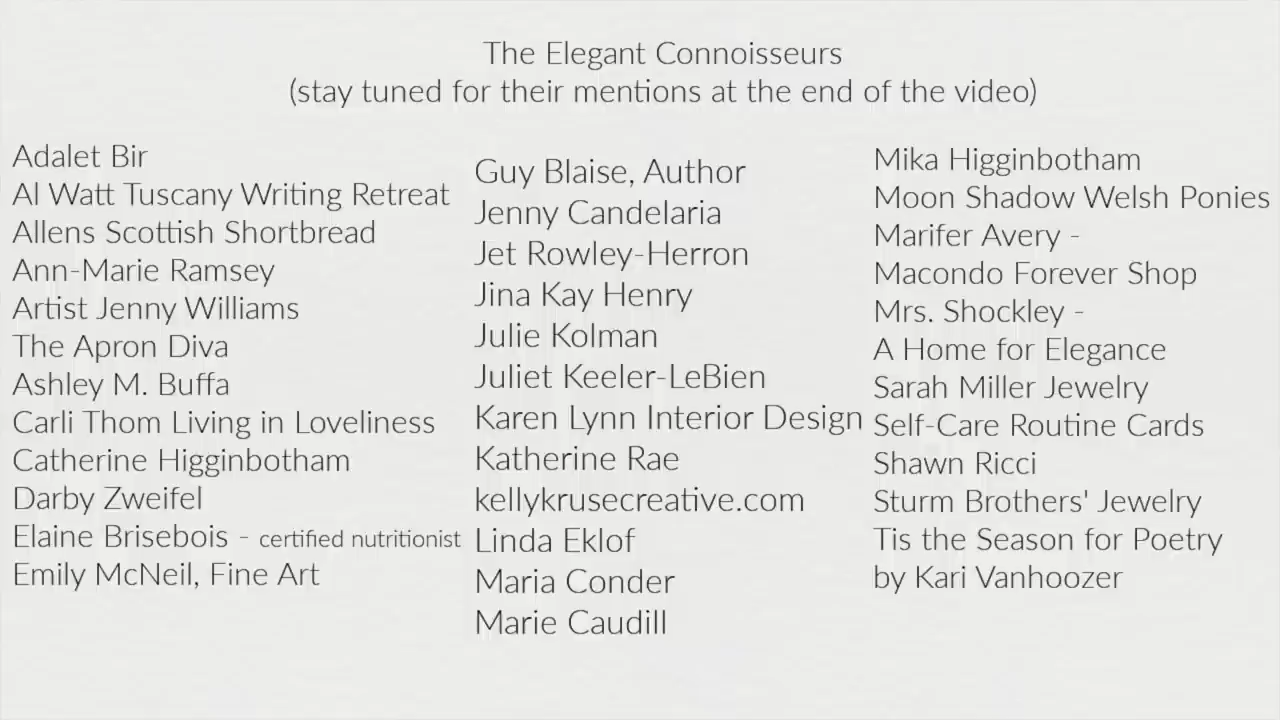 The Elegant Connoisseurs
(stay tuned for their mentions at the end of the video)
Adalet Bir
Al Watt Tuscany Writing Retreat
Allens Scottish Shortbread
Ann-Marie Ramsey
Artist Jenny Williams
The Apron Diva
Ashley M. Buffa
Carli Thom Living in Loveliness
Catherine Higginbotham
Darby Zweifel
Elaine Brisebois - certified nutritionist
Emily McNeil, Fine Art
Guy Blaise, Author
Jenny Candelaria
Jet Rowley-Herron
Jina Kay Henry
Julie Kolman
Juliet Keeler-LeBien
Karen Lynn Interior Design
Katherine Rae
kellykrusecreative.com
Linda Eklof
Maria Conder
Marie Caudill
Mika Higginbotham
Moon Shadow Welsh Ponies
Marifer Avery -
Macondo Forever Shop
Mrs. Shockley -
A Home for Elegance
Sarah Miller Jewelry
Self-Care Routine Cards
Shawn Ricci
Sturm Brothers' Jewelry
Tis the Season for Poetry
by Kari Vanhoozer